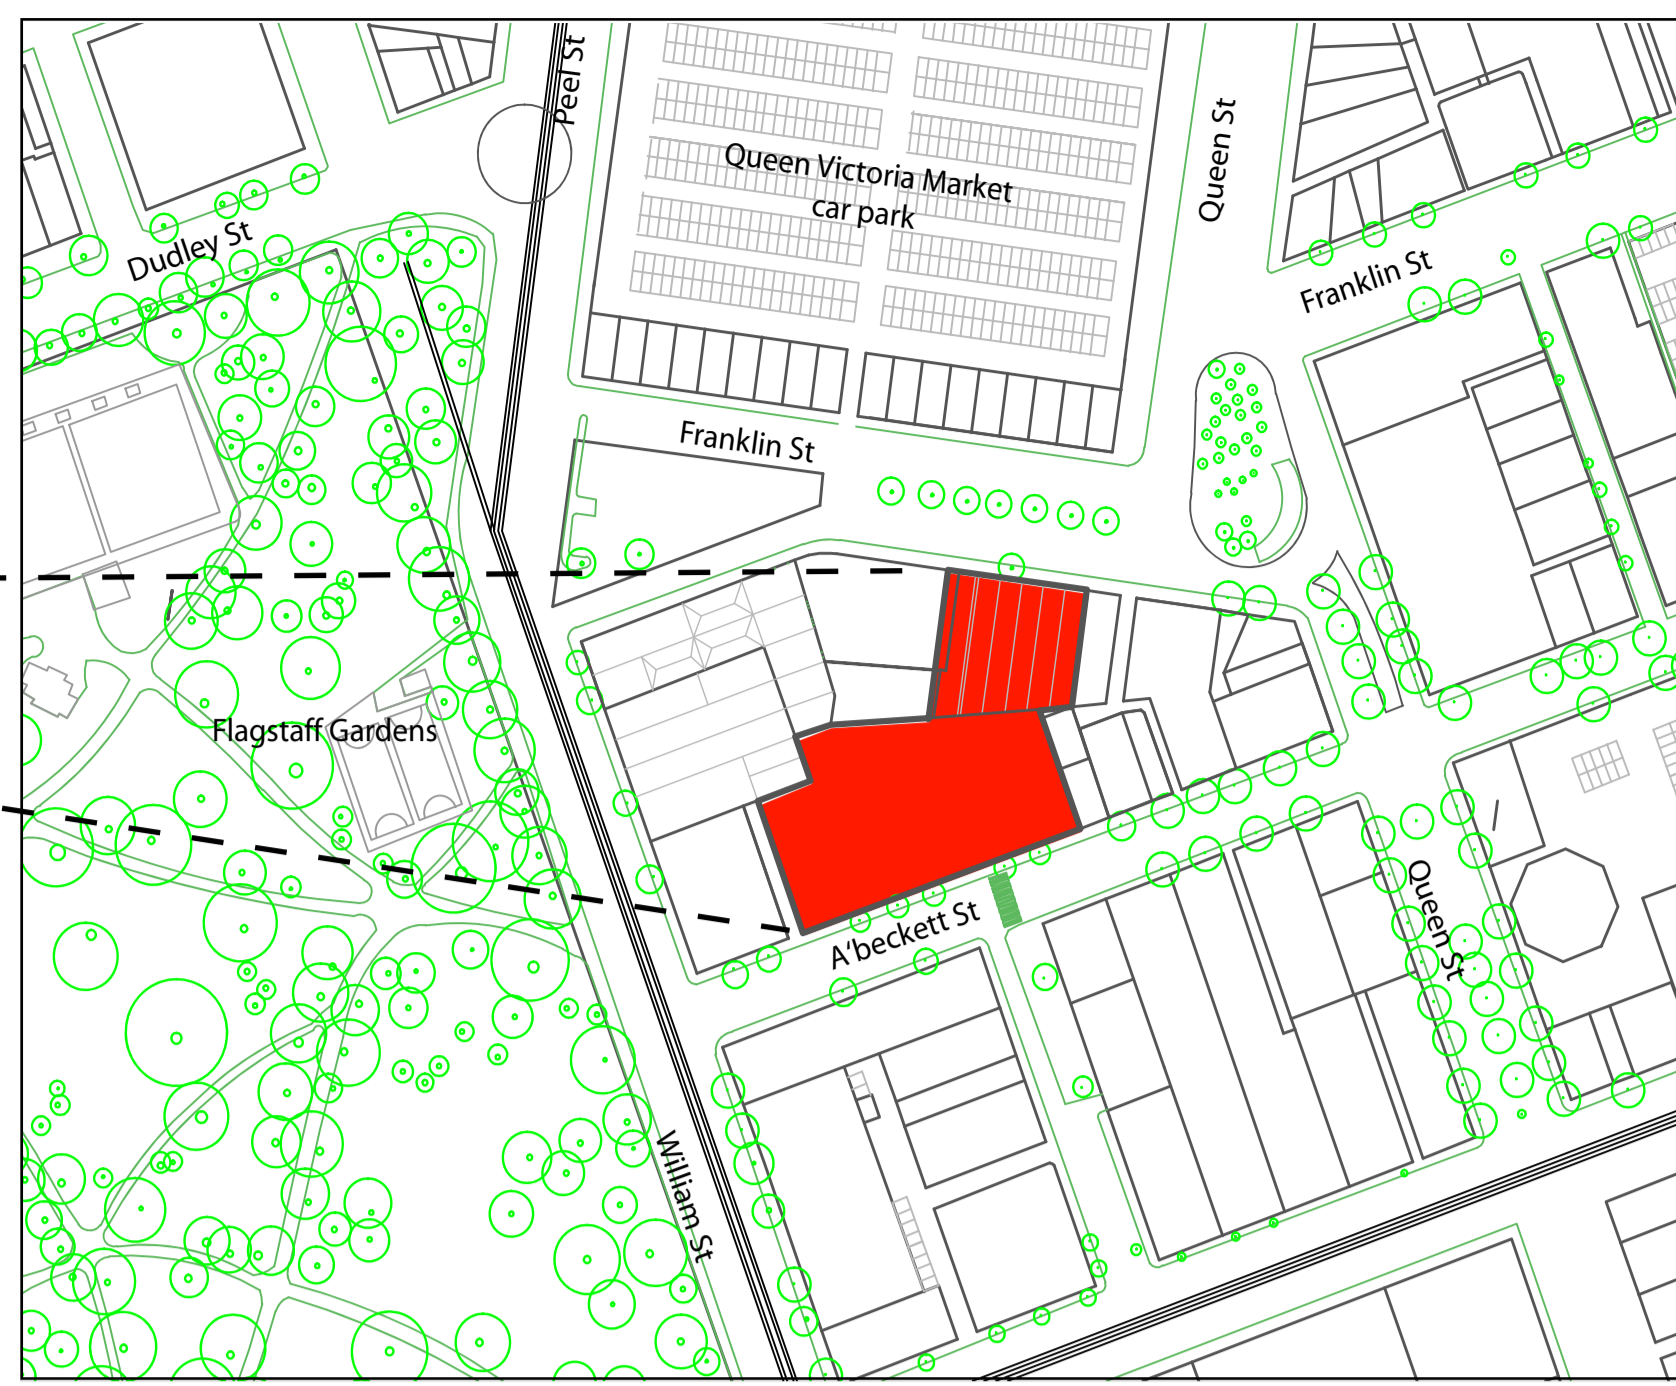 Peel St
Queen St
Queen Victoria Market
car park
Dudley St
Franklin St
Franklin St
Flagstaff Gardens
A‘beckett St
Queen St
William St